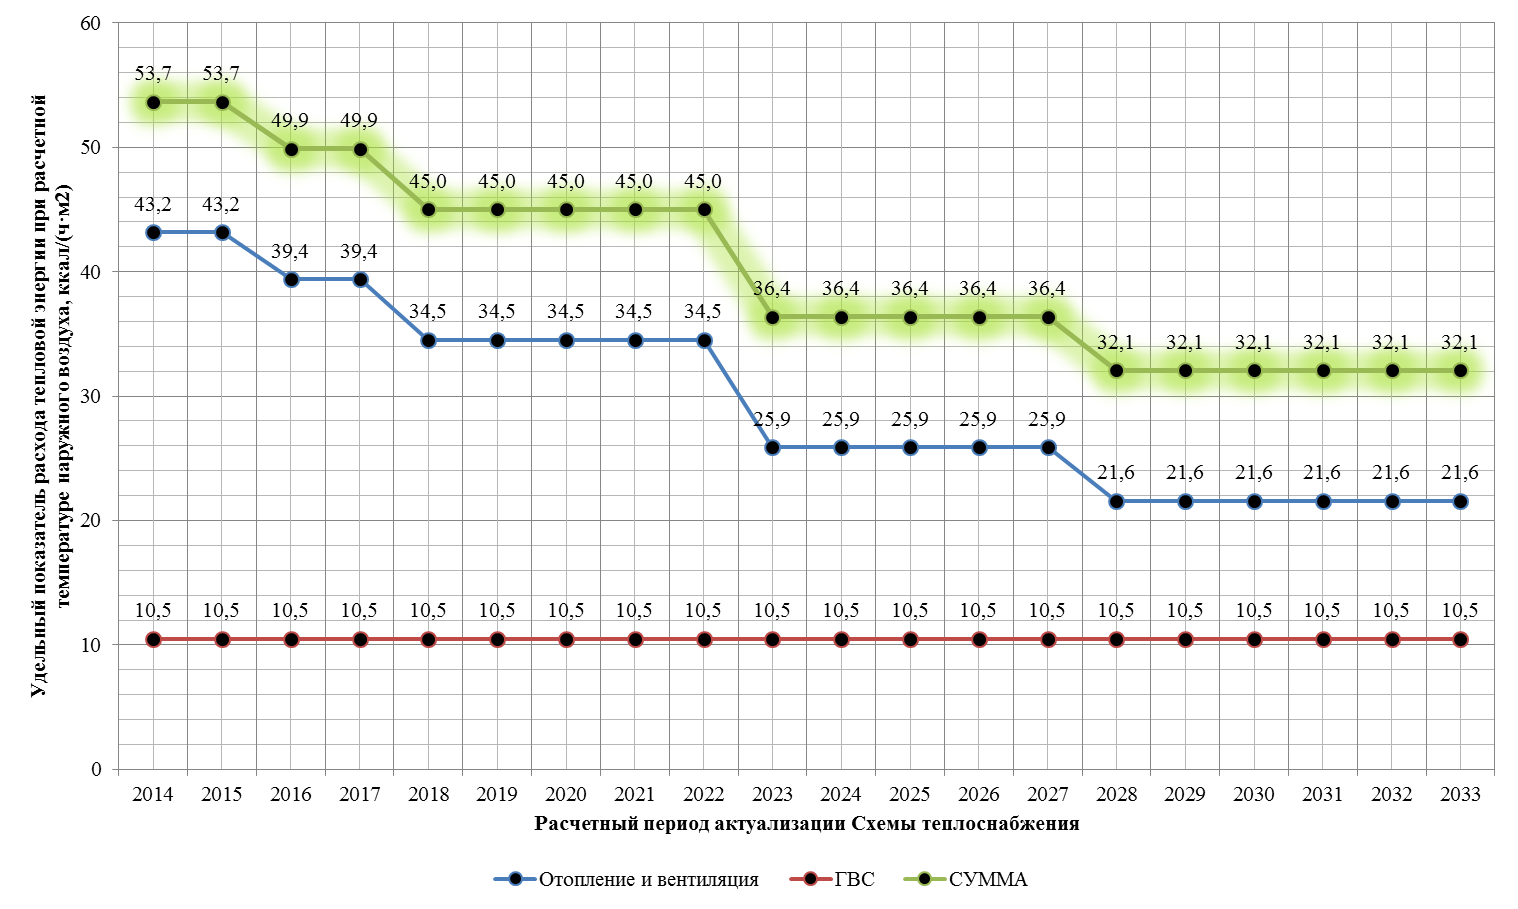 Удельный показатель расхода тепловой энергии при расчетной
температуре наружного воздуха, ккал/(ч·м2)
60
50
40
30
20
10
0
53,7 53,7 49,9 49,9 45,0 45,0 45,0 45,0 45,0 36,4 36,4 36,4 36,4 36,4 32,1 32,1 32,1 32,1 32,1 32,1
43,2 43,2 39,4 39,4 34,5 34,5 34,5 34,5 34,5 25,9 25,9 25,9 25,9 25,9 21,6 21,6 21,6 21,6 21,6 21,6
10,5 10,5 10,5 10,5 10,5 10,5 10,5 10,5 10,5 10,5 10,5 10,5 10,5 10,5 10,5 10,5 10,5 10,5 10,5 10,5
2014 2015 2016 2017 2018 2019 2020 2021 2022 2023 2024 2025 2026 2027 2028 2029 2030 2031 2032 2033
Расчетный период актуализации Схемы теплоснабжения
Отопление и вентиляция ГВС СУММА